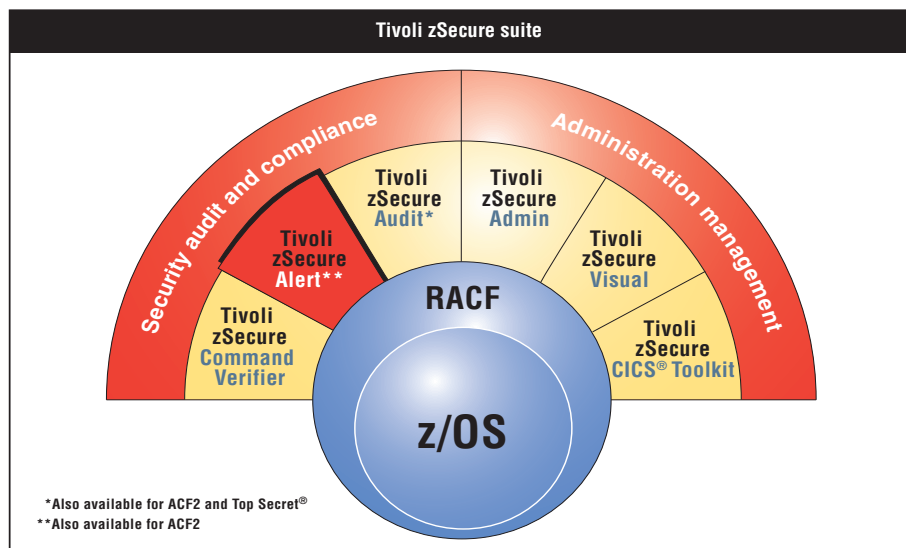 Tivoli zSecure suite
Security audit and compliance
Administration management
Tivoli
zSecure
Command
Verifier
Tivoli
zSecure
Alert**
Tivoli
zSecure
Audit*
Tivoli
zSecure
Admin
Tivoli
zSecure
Visual
Tivoli
zSecure
CICS® Toolkit
RACF
z/OS
*Also available for ACF2 and Top Secret®
**Also available for ACF2